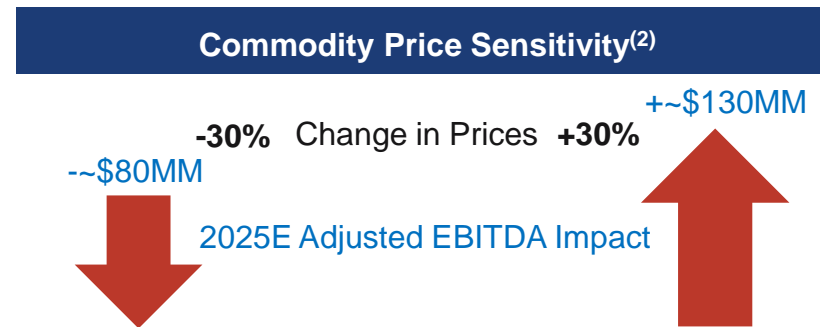 Commodity Price Sensitivity(2)
+~$130MM
-30% Change in Prices +30%
-~$80MM
2025E Adjusted EBITDA Impact